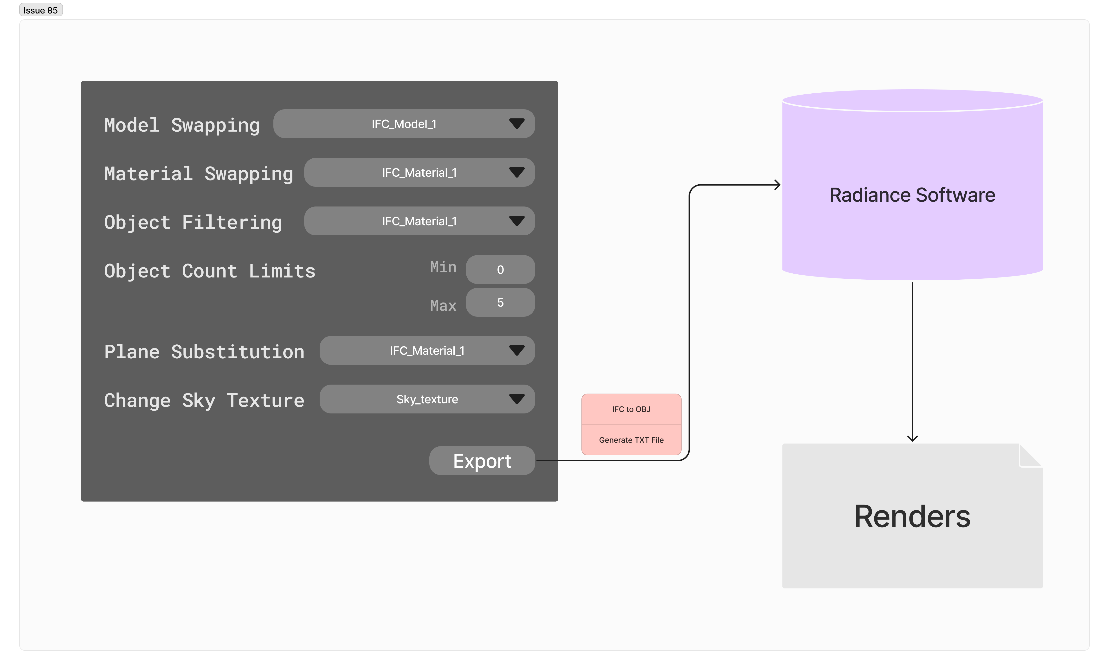 Issue 85
Model Swapping IFC_Model_1
Material Swapping IFC_Material_1
Object Filtering IFC_Material_1
Object Count Limits Min 0
Max 5
Plane Substitution IFC_Material_1
Change Sky Texture Sky_texture
Export
IFC to OBJ
Generate TXT File
Radiance Software
Renders